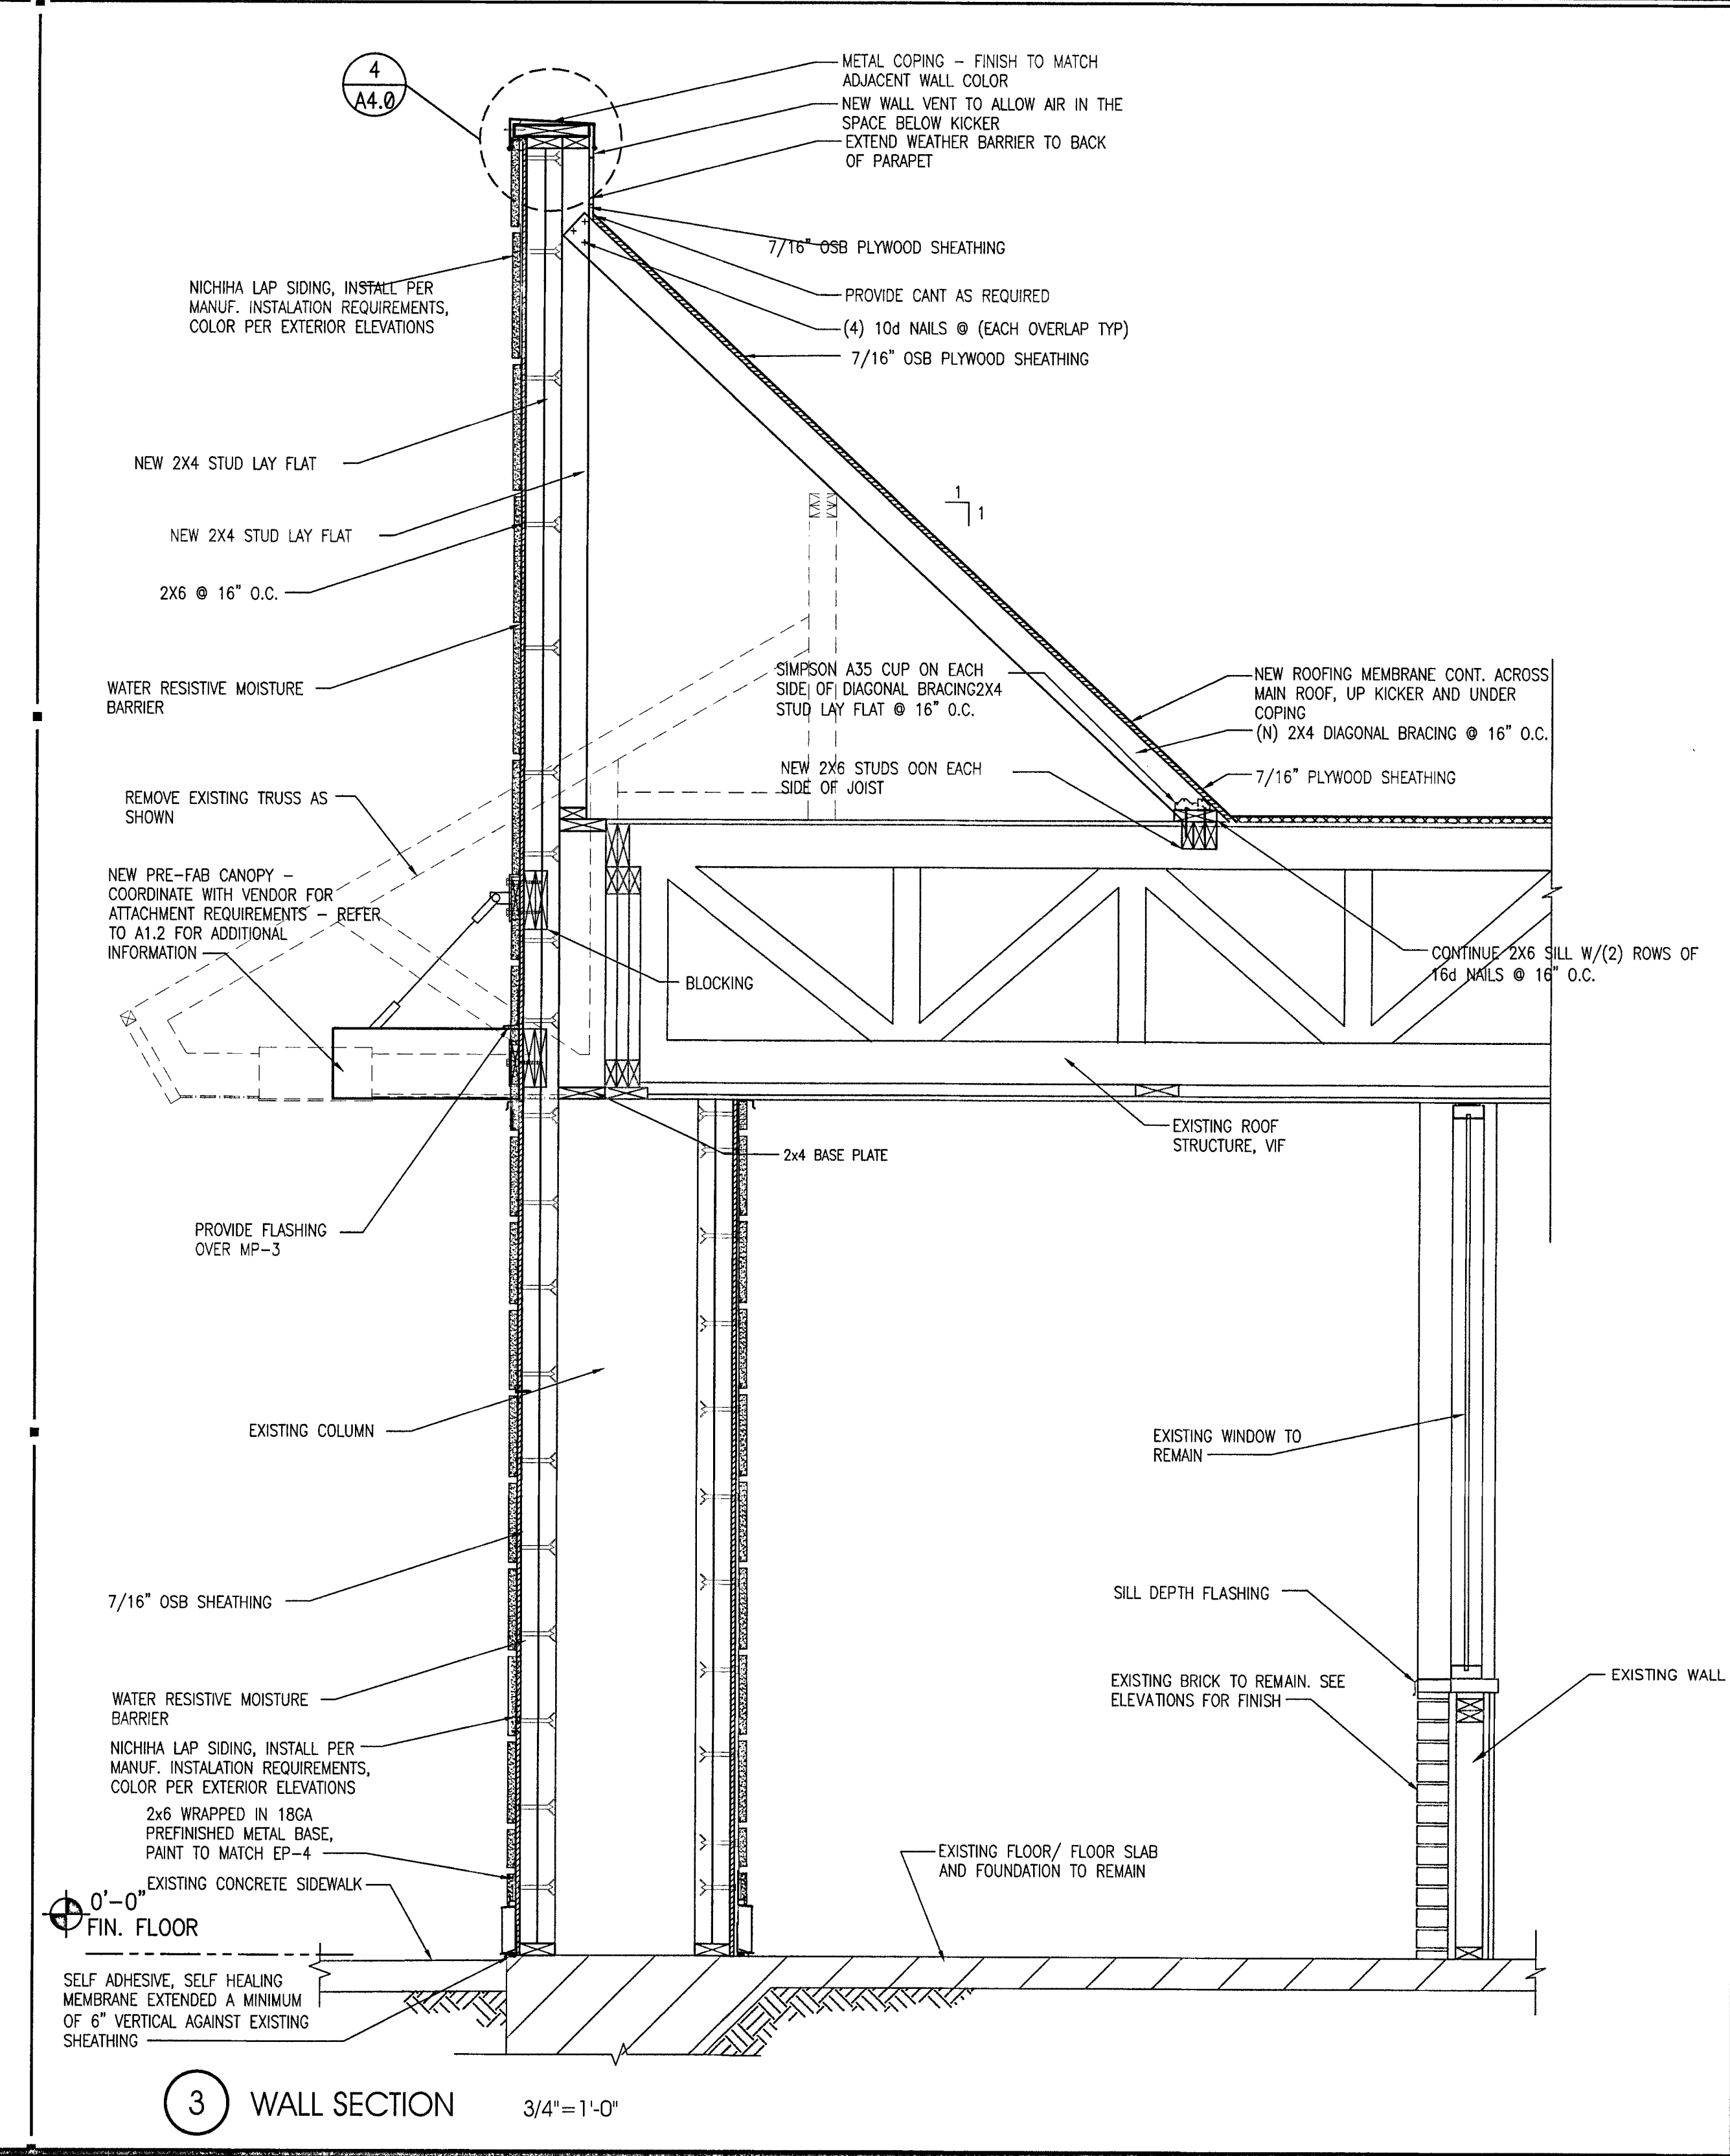 4
A4.0
METAL COPING – FINISH TO MATCH
ADJACENT WALL COLOR
NEW WALL VENT TO ALLOW AIR IN THE
SPACE BELOW KICKER
EXTEND WEATHER BARRIER TO BACK
OF PARAPET
7/16" OSB PLYWOOD SHEATHING
PROVIDE CANT AS REQUIRED
(4) 10d NAILS @ (EACH OVERLAP TYP)
7/16" OSB PLYWOOD SHEATHING
NICHIHA LAP SIDING, INSTALL PER
MANUF. INSTALATION REQUIREMENTS,
COLOR PER EXTERIOR ELEVATIONS
NEW 2X4 STUD LAY FLAT
NEW 2X4 STUD LAY FLAT
2X6 @ 16" O.C.
WATER RESISTIVE MOISTURE
BARRIER
REMOVE EXISTING TRUSS AS
SHOWN
NEW PRE-FAB CANOPY –
COORDINATE WITH VENDOR FOR
ATTACHMENT REQUIREMENTS – REFER
TO A1.2 FOR ADDITIONAL
INFORMATION
1
1
SIMPSON A35 CUP ON EACH
SIDE OF DIAGONAL BRACING2X4
STUD LAY FLAT @ 16" O.C.
NEW 2X6 STUDS OON EACH
SIDE OF JOIST
NEW ROOFING MEMBRANE CONT. ACROSS
MAIN ROOF, UP KICKER AND UNDER
COPING
(N) 2X4 DIAGONAL BRACING @ 16" O.C.
7/16" PLYWOOD SHEATHING
CONTINUE 2X6 SILL W/(2) ROWS OF
16d NAILS @ 16" O.C.
BLOCKING
EXISTING ROOF
STRUCTURE, VIF
2x4 BASE PLATE
PROVIDE FLASHING
OVER MP-3
EXISTING COLUMN
EXISTING WINDOW TO
REMAIN
7/16" OSB SHEATHING
SILL DEPTH FLASHING
EXISTING BRICK TO REMAIN. SEE
ELEVATIONS FOR FINISH
EXISTING WALL
WATER RESISTIVE MOISTURE
BARRIER
NICHIHA LAP SIDING, INSTALL PER
MANUF. INSTALATION REQUIREMENTS,
COLOR PER EXTERIOR ELEVATIONS
2x6 WRAPPED IN 18GA
PREFINISHED METAL BASE,
PAINT TO MATCH EP-4
EXISTING CONCRETE SIDEWALK
EXISTING FLOOR/ FLOOR SLAB
AND FOUNDATION TO REMAIN
0'-0"
FIN. FLOOR
SELF ADHESIVE, SELF HEALING
MEMBRANE EXTENDED A MINIMUM
OF 6" VERTICAL AGAINST EXISTING
SHEATHING
3 WALL SECTION 3/4"=1'-0"